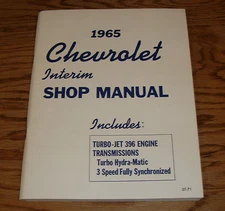 1965
Chevrolet
Interim
SHOP MANUAL
Includes:
TURBO-JET 396 ENGINE
TRANSMISSIONS
Turbo Hydra-Matic
3 Speed Fully Synchronized